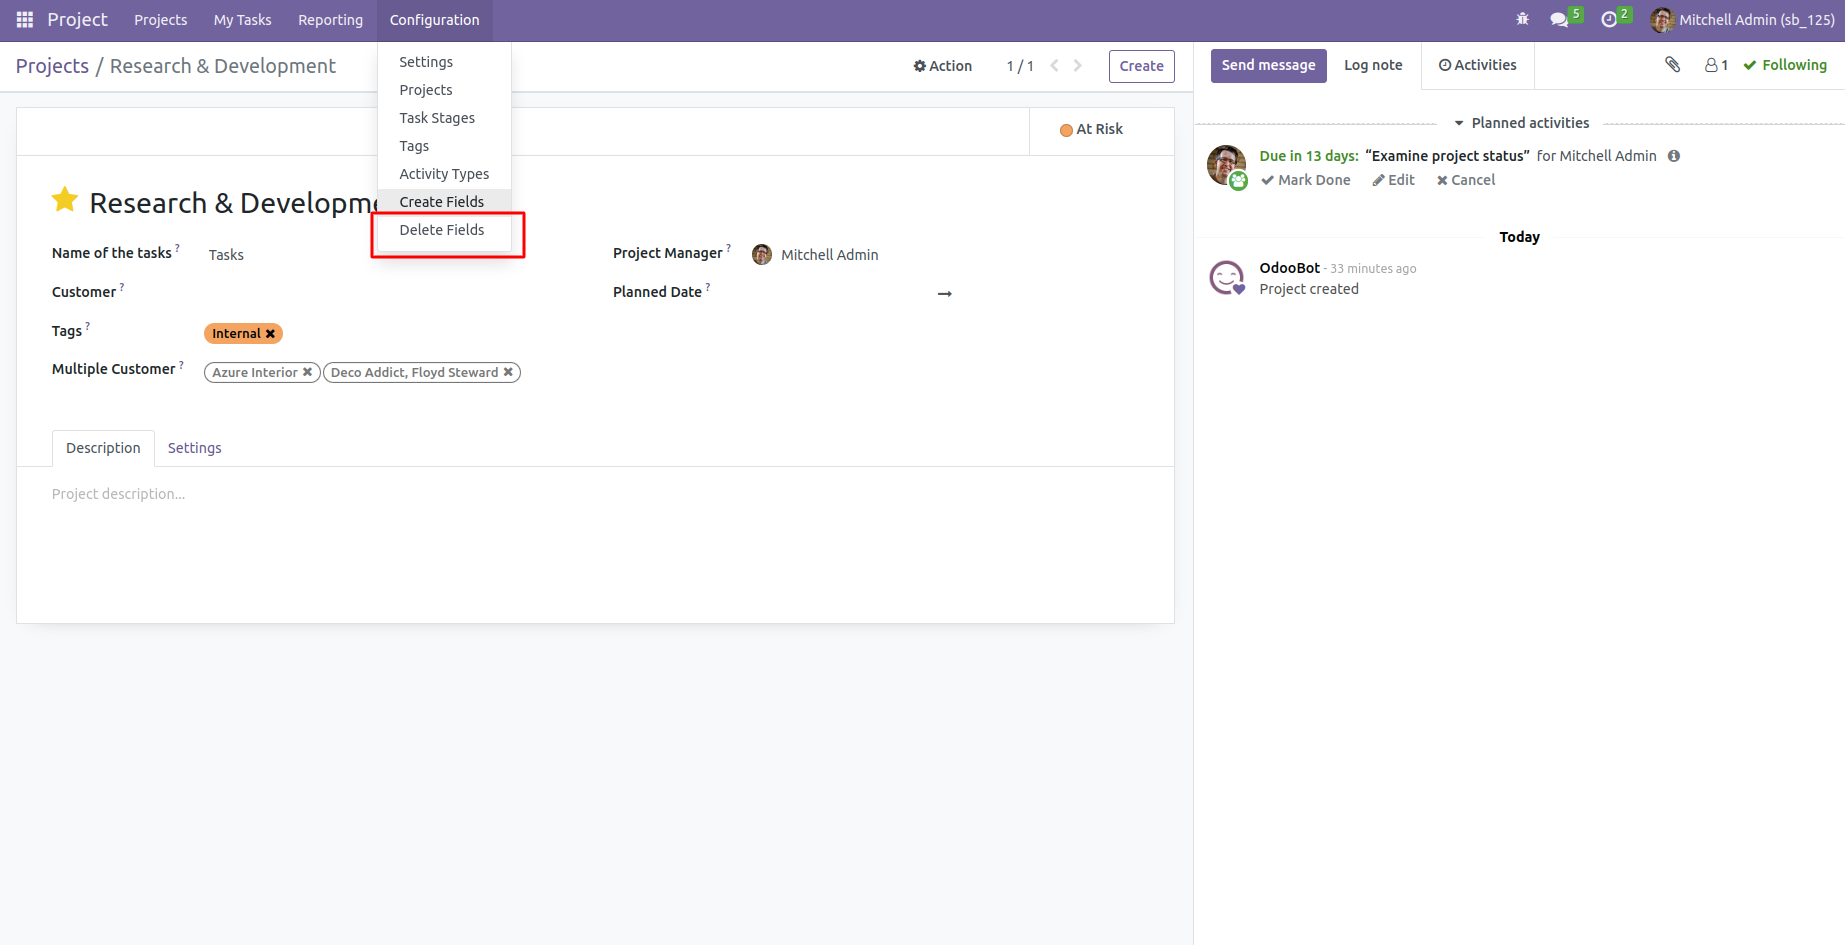 Project Projects My Tasks Reporting Configuration 5 2 Mitchell Admin (sb_125)
Projects / Research & Development
Action 1 / 1 Create
Settings
Projects
Task Stages
Tags
Activity Types
Create Fields
Delete Fields
At Risk
Research & Developme
Name of the tasks ? Tasks
Project Manager ? Mitchell Admin
Customer ?
Planned Date ? →
Tags ? Internal ✖
Multiple Customer ? Azure Interior ✖ Deco Addict, Floyd Steward ✖
Description Settings
Project description...
Send message Log note Activities 1 Following
Planned activities
Due in 13 days: “Examine project status” for Mitchell Admin
Mark Done Edit Cancel
Today
OdooBot - 33 minutes ago
Project created